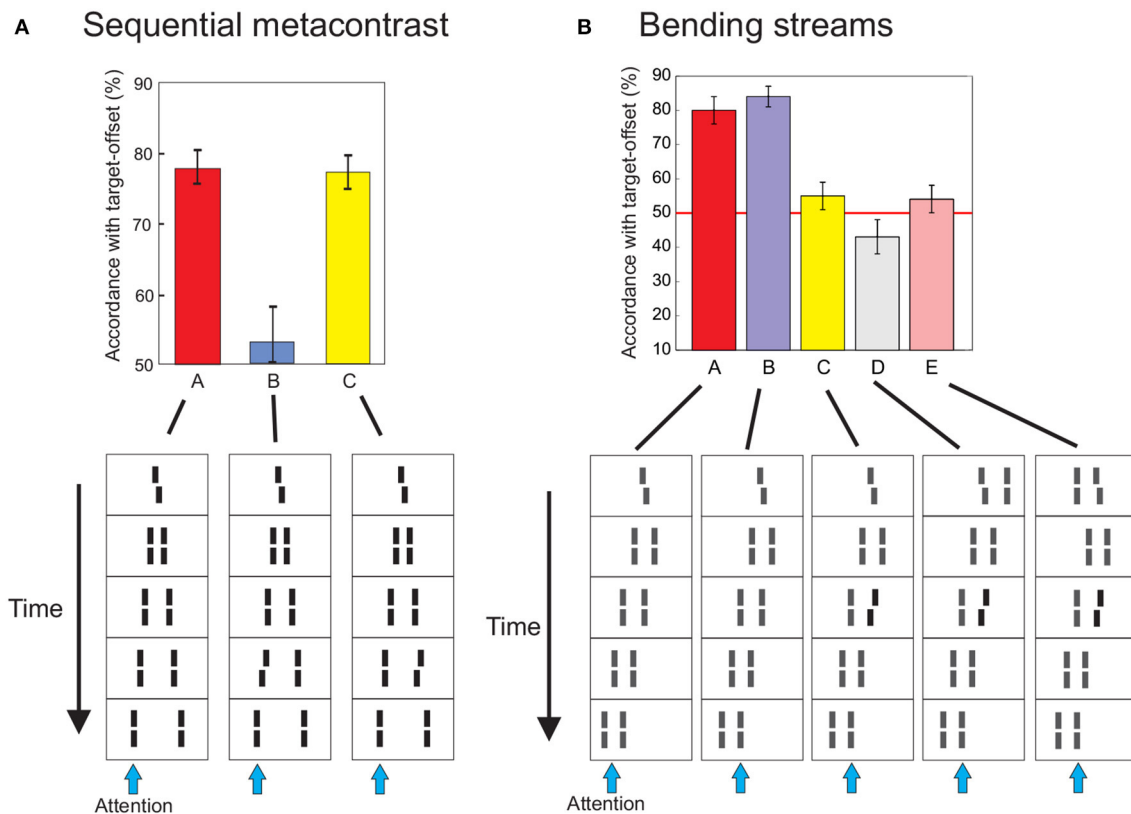 A Sequential metacontrast
Accordance with target-offset (%)
90
80
70
60
50
A B C
Time
Attention
B Bending streams
Accordance with target-offset (%)
90
80
70
60
50
40
30
20
10
A B C D E
Time
Attention